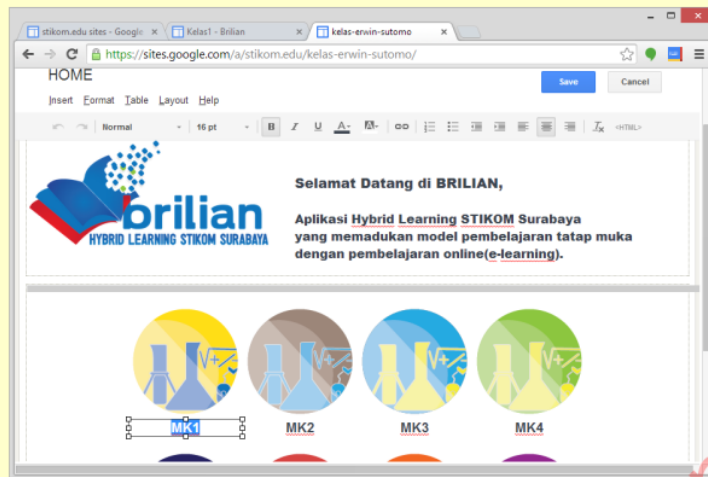 stikom.edu sites - Google
Kelas1 - Brilian
kelas-erwin-sutomo
https://sites.google.com/a/stikom.edu/kelas-erwin-sutomo/
HOME
Save
Cancel
Insert Format Table Layout Help
Normal
16 pt
B I U A A
<HTML>
brilian
HYBRID LEARNING STIKOM SURABAYA
Selamat Datang di BRILIAN,
Aplikasi Hybrid Learning STIKOM Surabaya
yang memadukan model pembelajaran tatap muka
dengan pembelajaran online(e-learning).
MK1
MK2
MK3
MK4